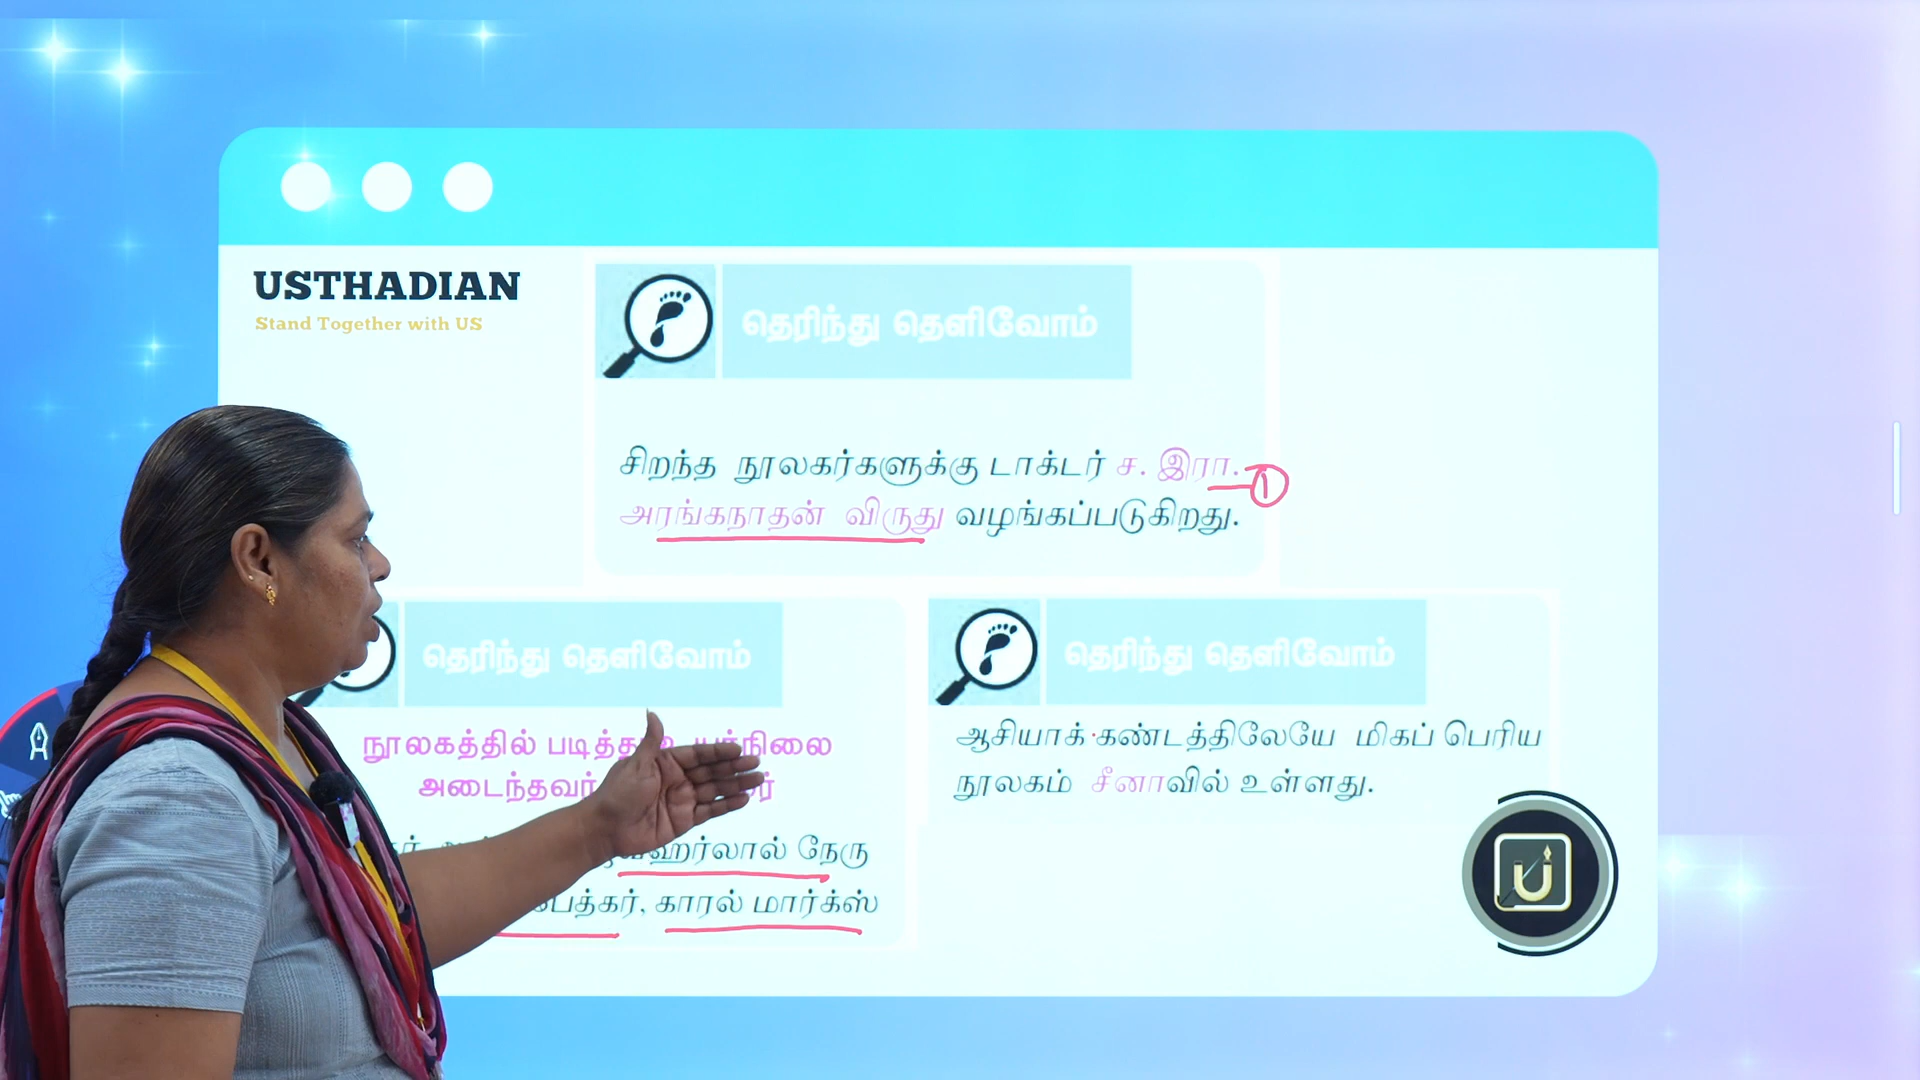 USTHADIAN
Stand Together with US
தெரிந்து தெளிவோம்
சிறந்த நூலகர்களுக்கு டாக்டர் ச. இரா.
அரங்கநாதன் விருது வழங்கப்படுகிறது.
1
தெரிந்து தெளிவோம்
நூலகத்தில் படித்து
அடைந்தவர்
நேரு
காரல் மார்க்ஸ்
தெரிந்து தெளிவோம்
ஆசியாக் கண்டத்திலேயே மிகப் பெரிய
நூலகம் சீனாவில் உள்ளது.
U